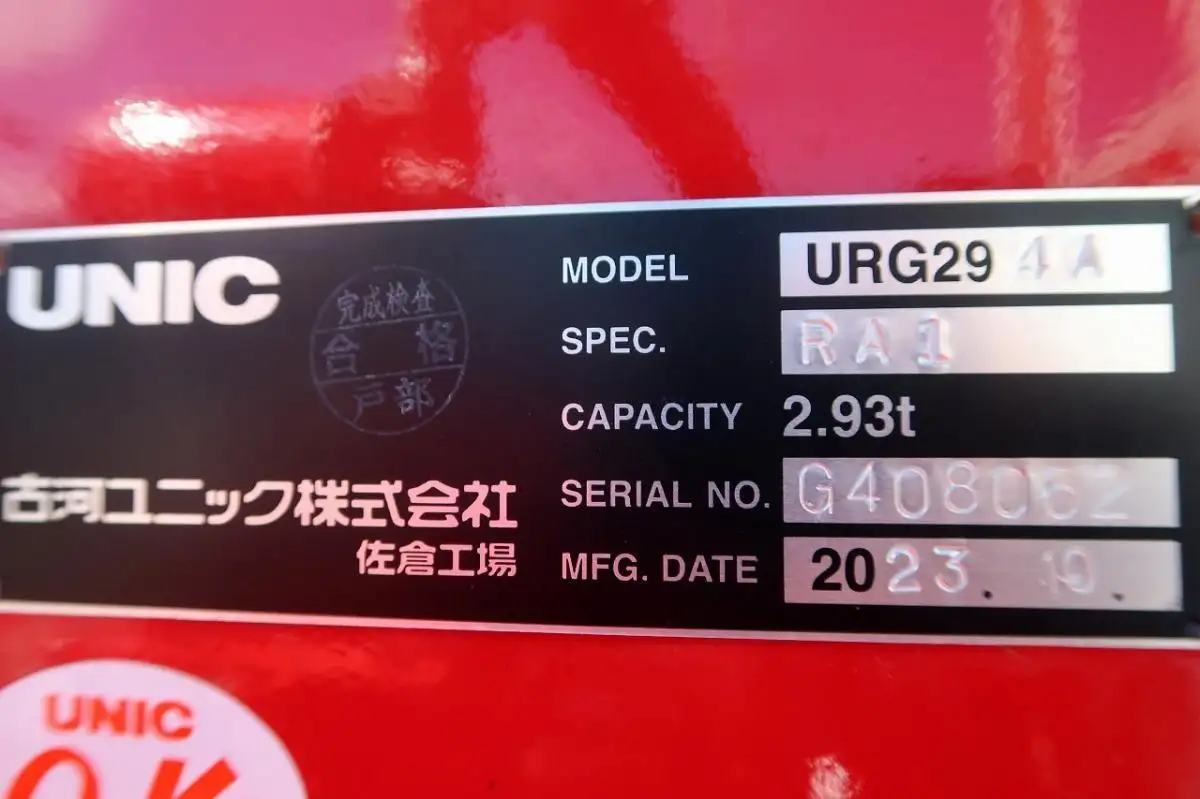 UNIC
完成検査
合格
戸部
古河ユニック株式会社
佐倉工場
MODEL URG294A
SPEC. RA1
CAPACITY 2.93t
SERIAL NO. G408062
MFG. DATE 2023. 10.
UNIC
OK